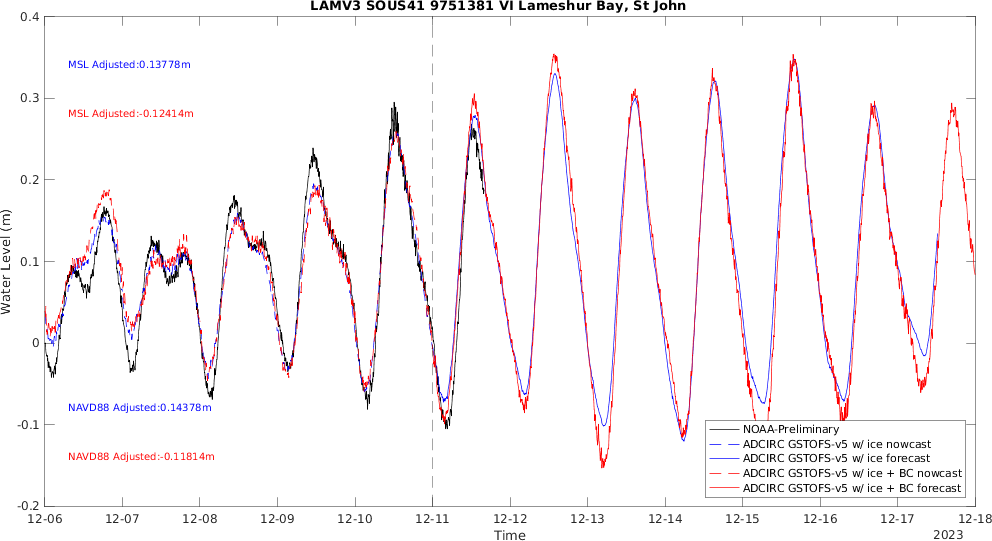 LAMV3 SOUS41 9751381 VI Lameshur Bay, St John
0.4
0.3
0.2
0.1
0
-0.1
-0.2
Water Level (m)
MSL Adjusted:0.13778m
MSL Adjusted:-0.12414m
NAVD88 Adjusted:0.14378m
NAVD88 Adjusted:-0.11814m
NOAA-Preliminary
ADCIRC GSTOFS-v5 w/ ice nowcast
ADCIRC GSTOFS-v5 w/ ice forecast
ADCIRC GSTOFS-v5 w/ ice + BC nowcast
ADCIRC GSTOFS-v5 w/ ice + BC forecast
12-06 12-07 12-08 12-09 12-10 12-11 12-12 12-13 12-14 12-15 12-16 12-17 12-18
Time
2023